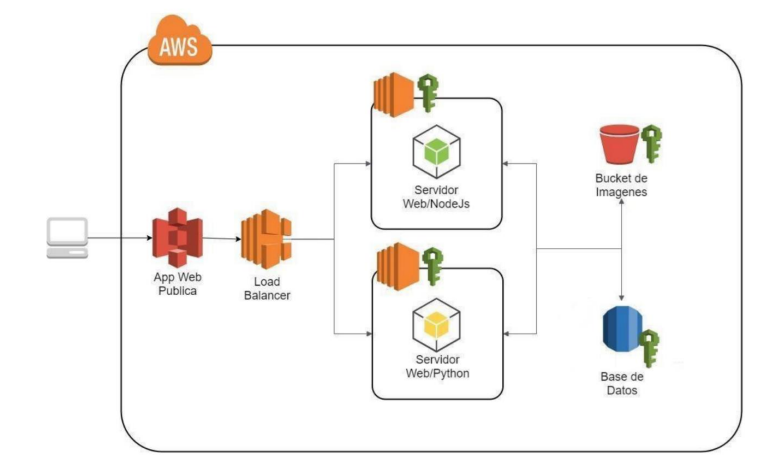 AWS
Servidor
Web/NodeJs
Bucket de
Imagenes
App Web
Publica
Load
Balancer
Servidor
Web/Python
Base de
Datos